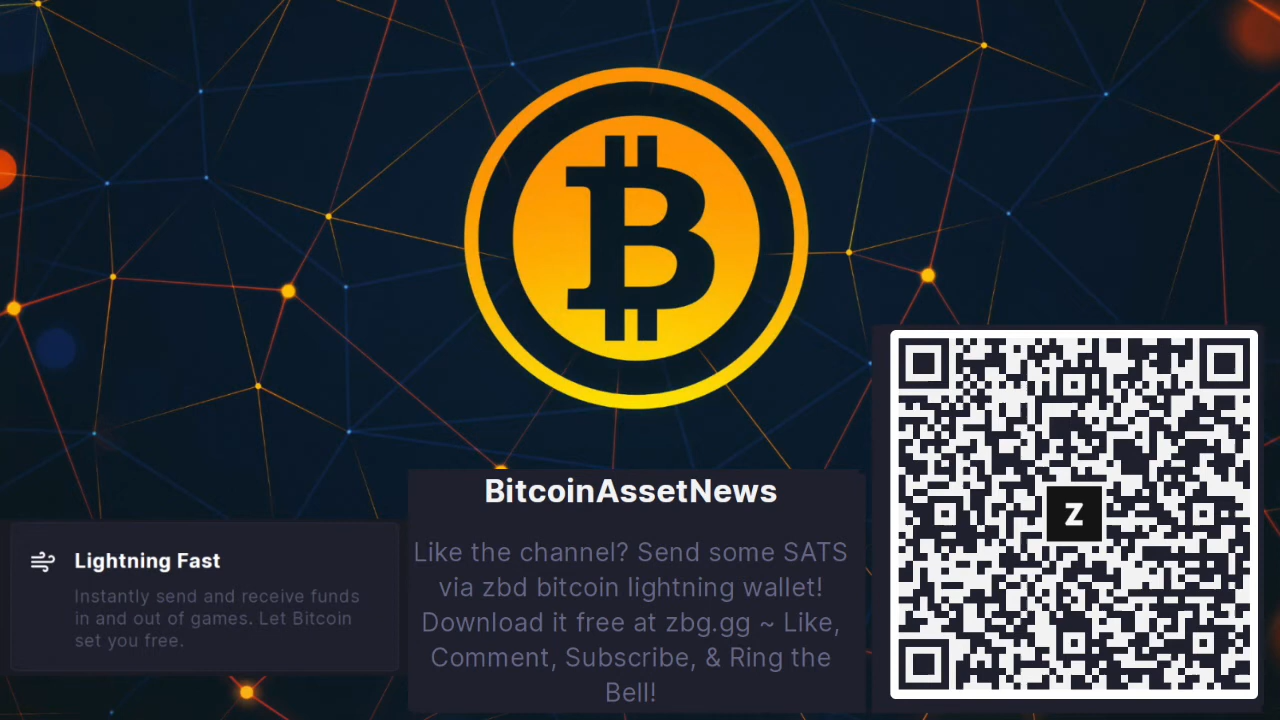 BitcoinAssetNews
Like the channel? Send some SATS
via zbd bitcoin lightning wallet!
Download it free at zbg.gg ~ Like,
Comment, Subscribe, & Ring the
Bell!
Lightning Fast
Instantly send and receive funds
in and out of games. Let Bitcoin
set you free.
Z